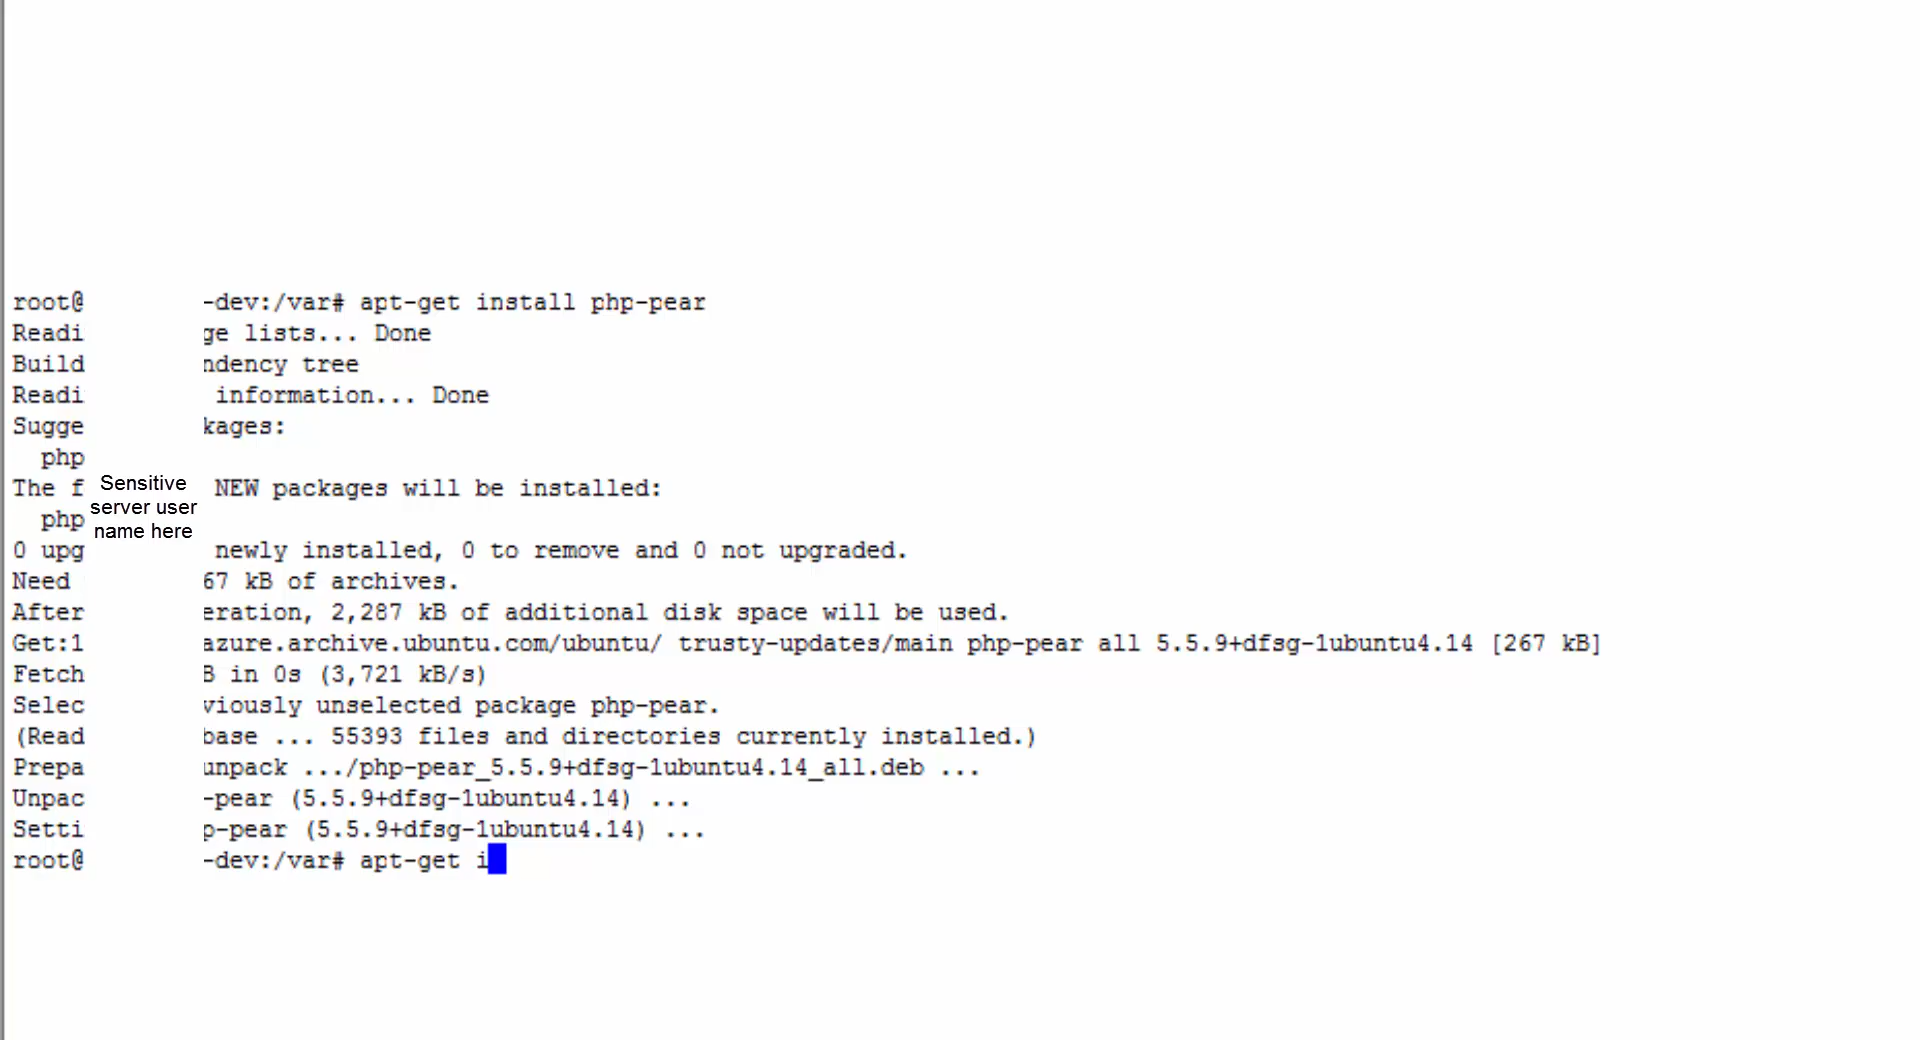 root@ -dev:/var# apt-get install php-pear
Readi ge lists... Done
Build ndency tree
Readi information... Done
Sugge kages:
php
The f NEW packages will be installed:
php
Sensitive
server user
name here
0 upg newly installed, 0 to remove and 0 not upgraded.
Need 67 kB of archives.
After eration, 2,287 kB of additional disk space will be used.
Get:1 azure.archive.ubuntu.com/ubuntu/ trusty-updates/main php-pear all 5.5.9+dfsg-1ubuntu4.14 [267 kB]
Fetch B in 0s (3,721 kB/s)
Selec viously unselected package php-pear.
(Read base ... 55393 files and directories currently installed.)
Prepa unpack .../php-pear_5.5.9+dfsg-1ubuntu4.14_all.deb ...
Unpac -pear (5.5.9+dfsg-1ubuntu4.14) ...
Setti p-pear (5.5.9+dfsg-1ubuntu4.14) ...
root@ -dev:/var# apt-get i